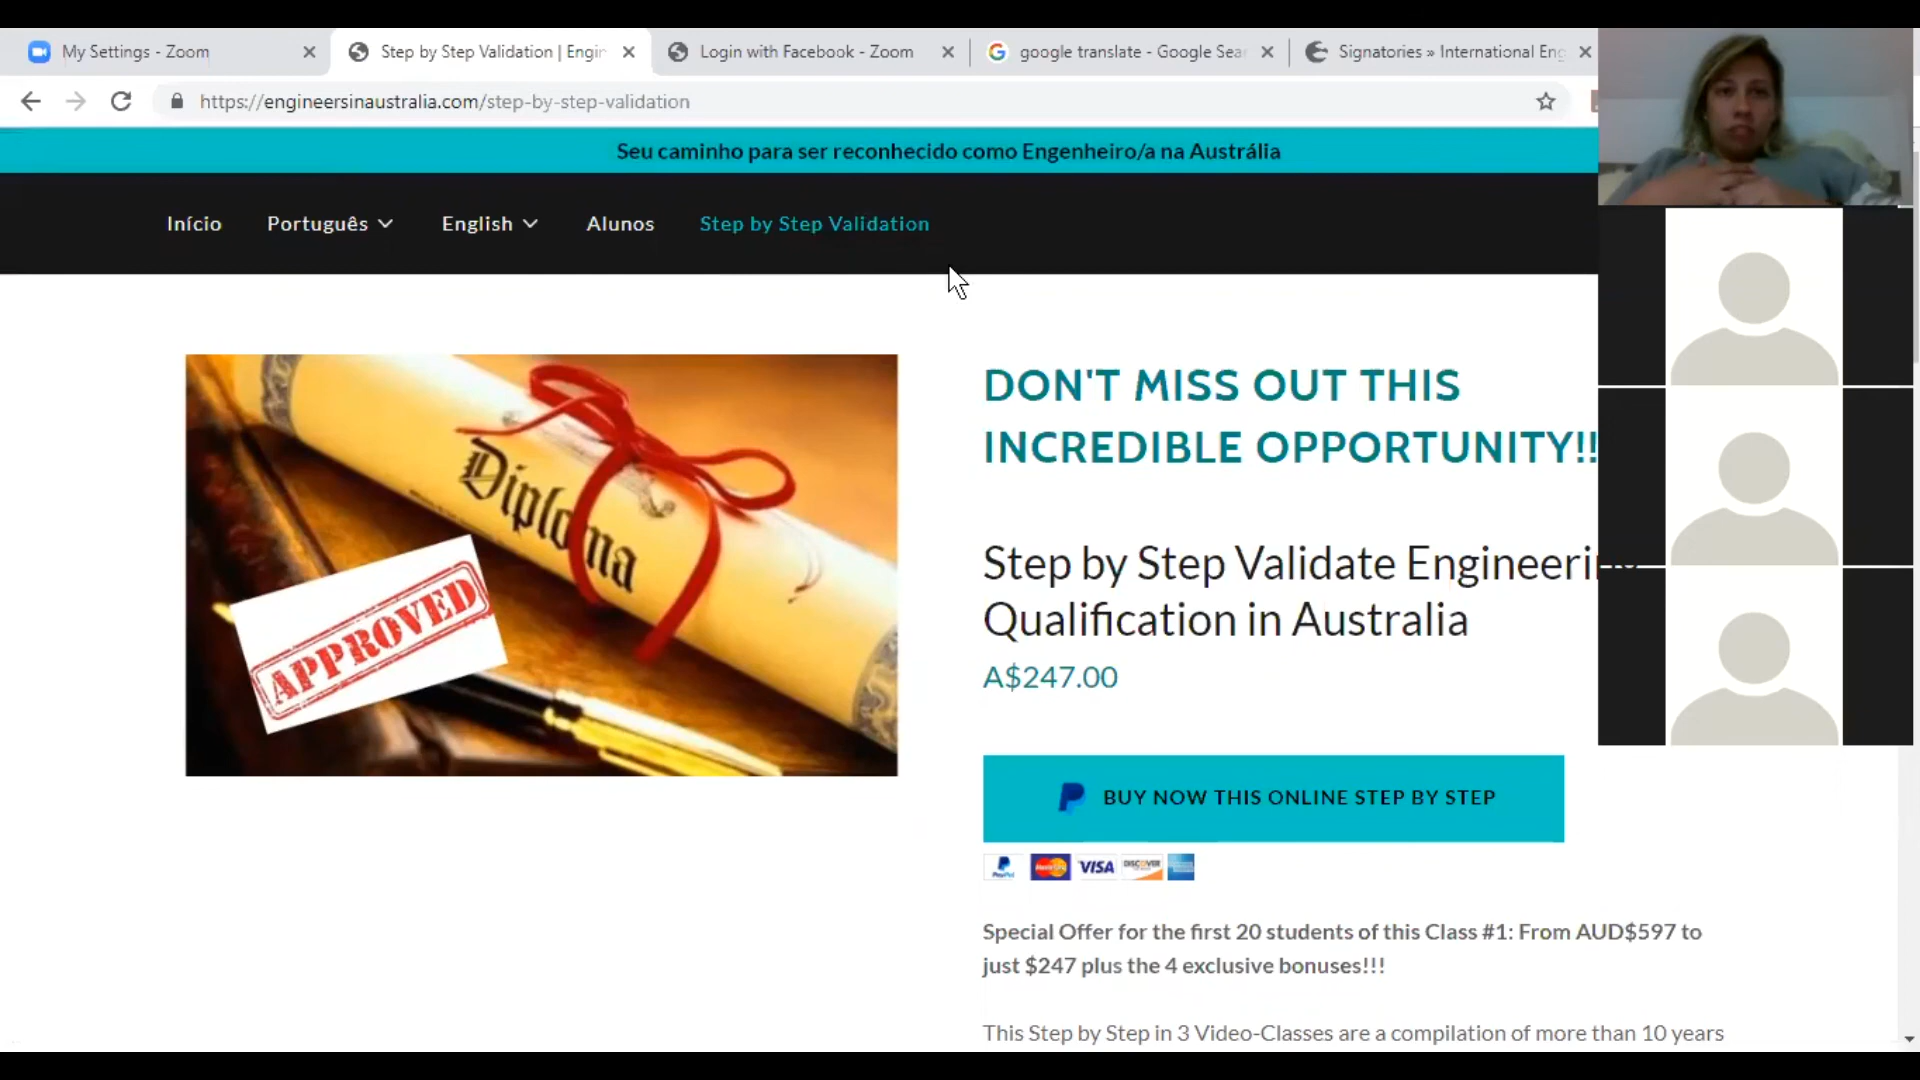 My Settings - Zoom
Step by Step Validation | Engin
Login with Facebook - Zoom
google translate - Google Sea
Signatories » International Eng
https://engineersinaustralia.com/step-by-step-validation
Seu caminho para ser reconhecido como Engenheiro/a na Austrália
Início
Português
English
Alunos
Step by Step Validation
Diploma
APPROVED
DON'T MISS OUT THIS
INCREDIBLE OPPORTUNITY!!
Step by Step Validate Engineering
Qualification in Australia
A$247.00
BUY NOW THIS ONLINE STEP BY STEP
PayPal
MasterCard
VISA
DISCOVER
Special Offer for the first 20 students of this Class #1: From AUD$597 to
just $247 plus the 4 exclusive bonuses!!!
This Step by Step in 3 Video-Classes are a compilation of more than 10 years